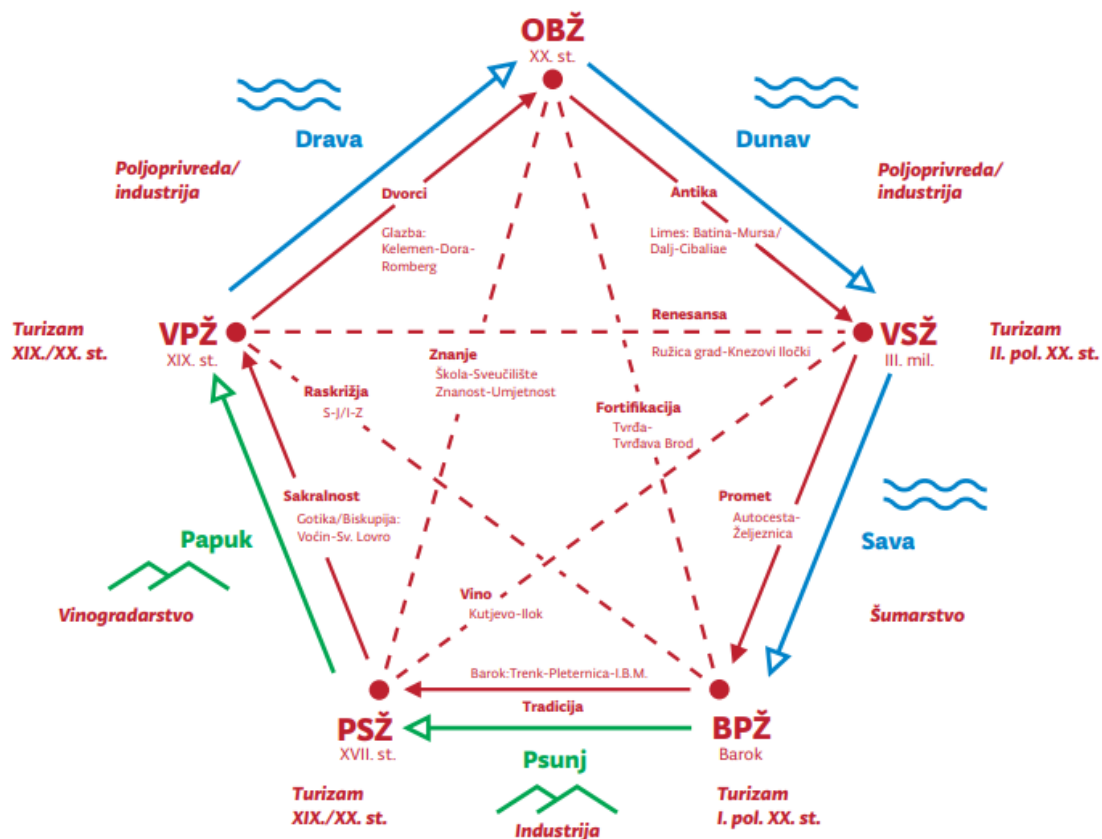 OBŽ
XX. st.
Drava
Dunav
Poljoprivreda/
industrija
Poljoprivreda/
industrija
Dvorci
Glazba:
Kelemen-Dora-
Romberg
Antika
Limes: Batina-Mursa/
Dalj-Cibaliae
Turizam
XIX./XX. st.
VPŽ
XIX. st.
Renesansa
Ružica grad-Knezovi Iločki
VSŽ
III. mil.
Turizam
II. pol. XX. st.
Znanje
Škola-Sveučilište
Znanost-Umjetnost
Raskrižja
S-J/I-Z
Fortifikacija
Tvrđa-
Tvrđava Brod
Sakralnost
Gotika/Biskupija:
Voćin-Sv. Lovro
Promet
Autocesta-
Željeznica
Papuk
Sava
Vinogradarstvo
Vino
Kutjevo-Ilok
Šumarstvo
Barok:Trenk-Pleternica-I.B.M.
Tradicija
PSŽ
XVII. st.
BPŽ
Barok
Psunj
Turizam
XIX./XX. st.
Industrija
Turizam
I. pol. XX. st.